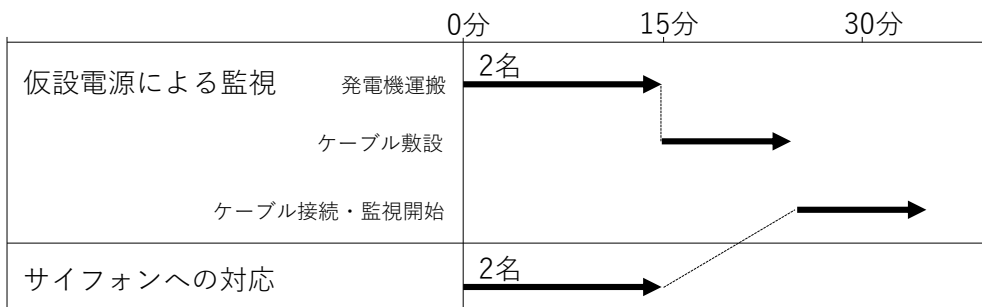 0分 15分 30分
仮設電源による監視 発電機運搬 2名
ケーブル敷設
ケーブル接続・監視開始
サイフォンへの対応 2名